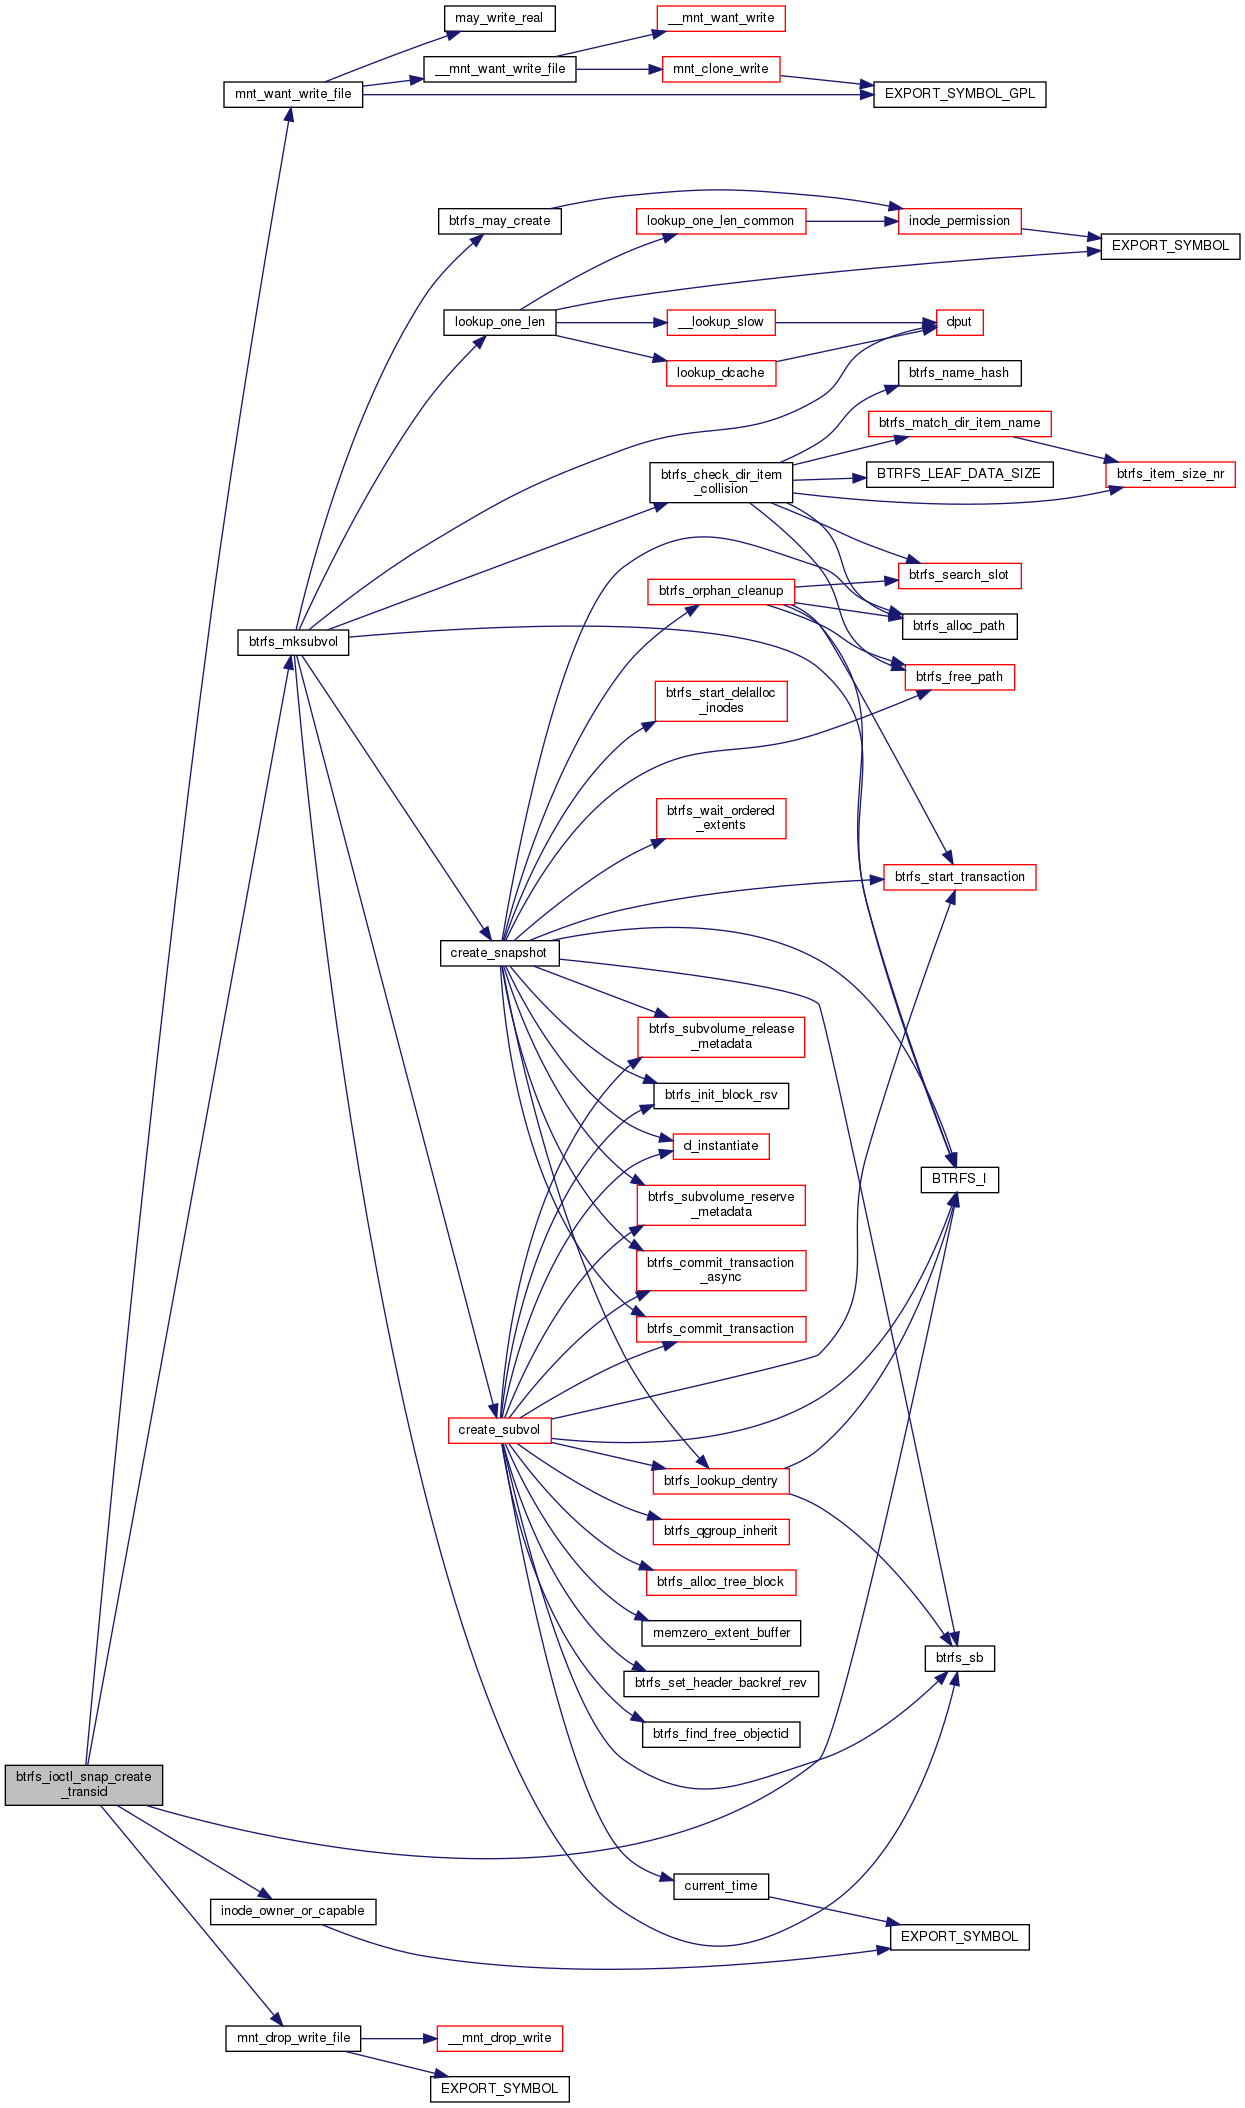 may_write_real
__mnt_want_write
__mnt_want_write_file
mnt_clone_write
mnt_want_write_file
EXPORT_SYMBOL_GPL
btrfs_may_create
lookup_one_len_common
inode_permission
EXPORT_SYMBOL
lookup_one_len
__lookup_slow
dput
lookup_dcache
btrfs_name_hash
btrfs_match_dir_item_name
btrfs_check_dir_item
_collision
BTRFS_LEAF_DATA_SIZE
btrfs_item_size_nr
btrfs_search_slot
btrfs_orphan_cleanup
btrfs_alloc_path
btrfs_mksubvol
btrfs_free_path
btrfs_start_delalloc
_inodes
btrfs_wait_ordered
_extents
btrfs_start_transaction
create_snapshot
btrfs_subvolume_release
_metadata
btrfs_init_block_rsv
d_instantiate
BTRFS_I
btrfs_subvolume_reserve
_metadata
btrfs_commit_transaction
_async
btrfs_commit_transaction
create_subvol
btrfs_lookup_dentry
btrfs_qgroup_inherit
btrfs_alloc_tree_block
memzero_extent_buffer
btrfs_sb
btrfs_set_header_backref_rev
btrfs_find_free_objectid
btrfs_ioctl_snap_create
_transid
current_time
inode_owner_or_capable
EXPORT_SYMBOL
mnt_drop_write_file
__mnt_drop_write
EXPORT_SYMBOL